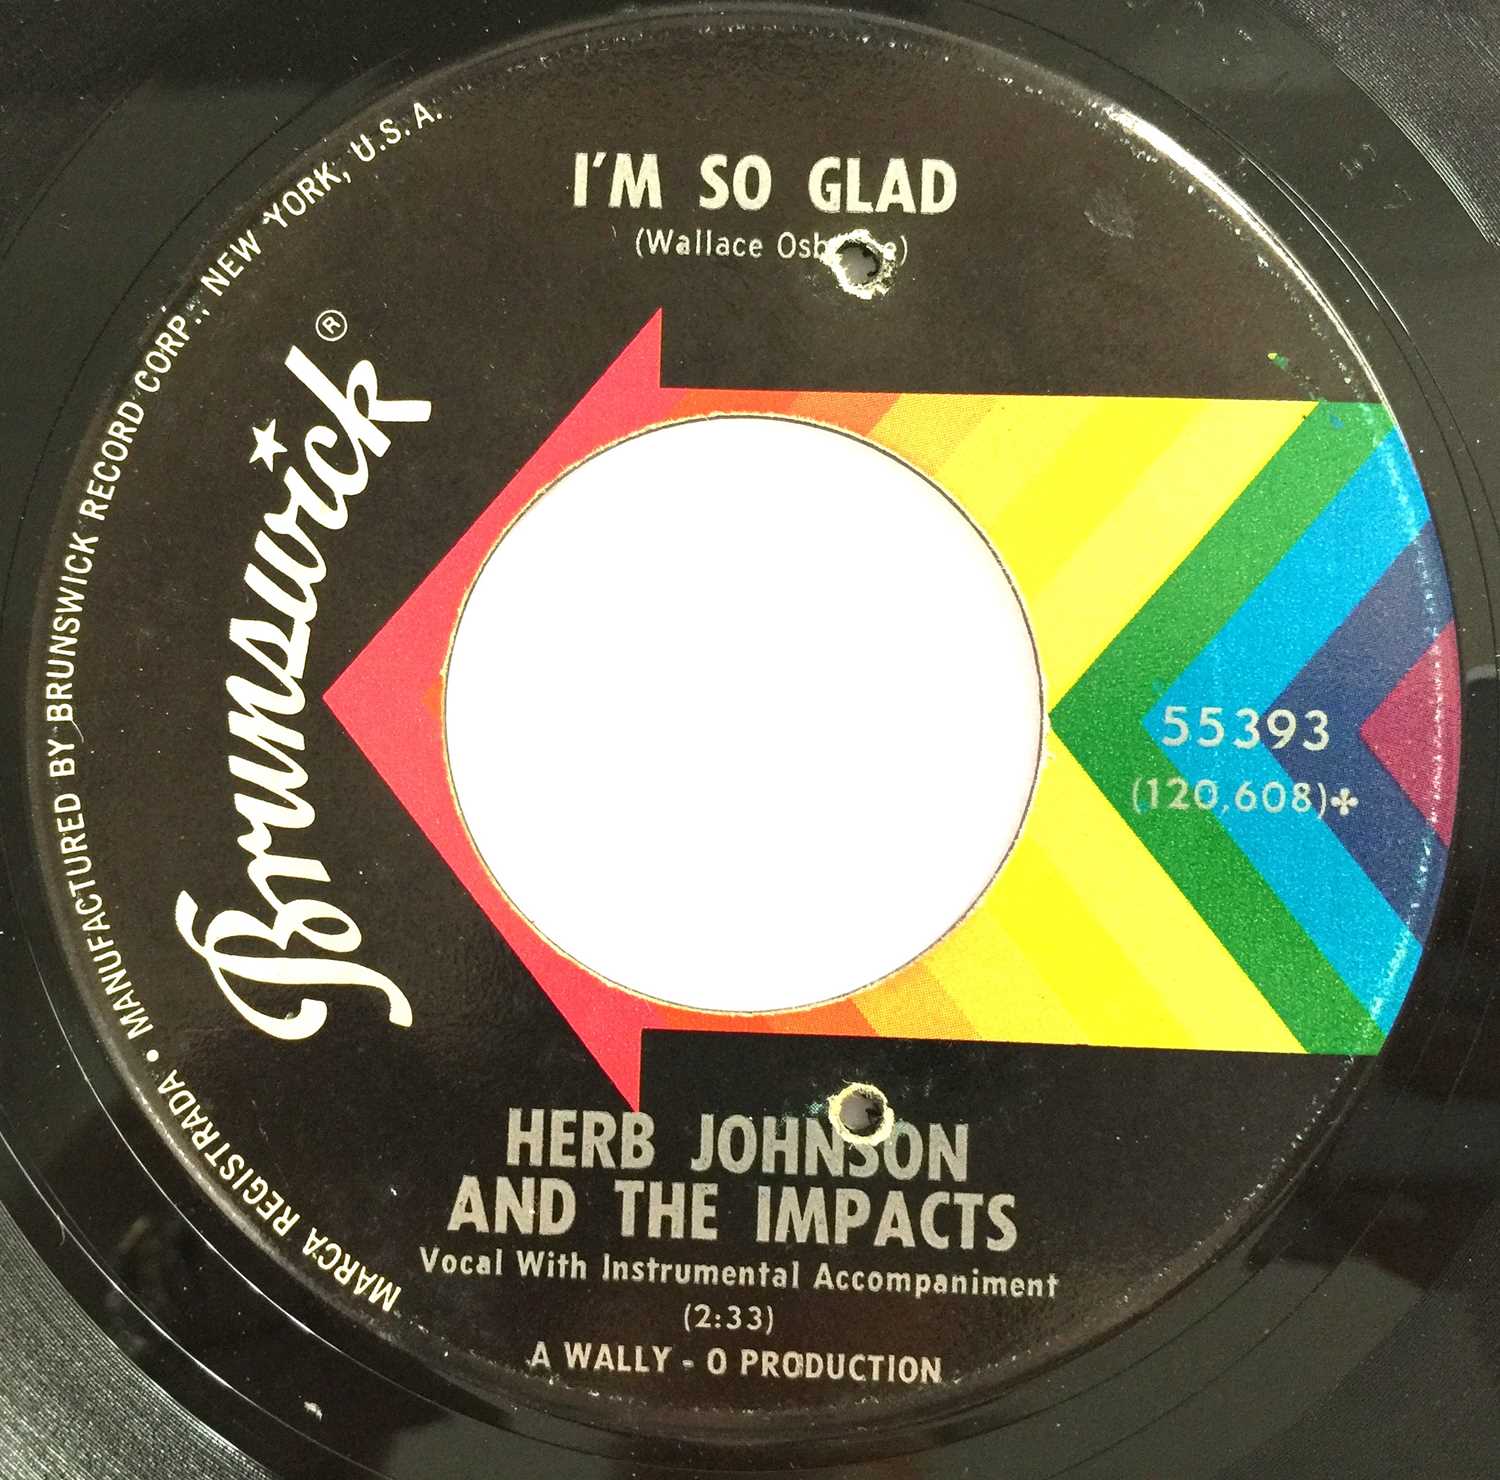 I'M SO GLAD
(Wallace
Brunswick®
55393
(120,608)✤
HERB JOHNSON
AND THE IMPACTS
Vocal With Instrumental Accompaniment
(2:33)
A WALLY - O PRODUCTION
MARCA REGISTRADA • MANUFACTURED BY BRUNSWICK RECORD CORP., NEW YORK, U.S.A.